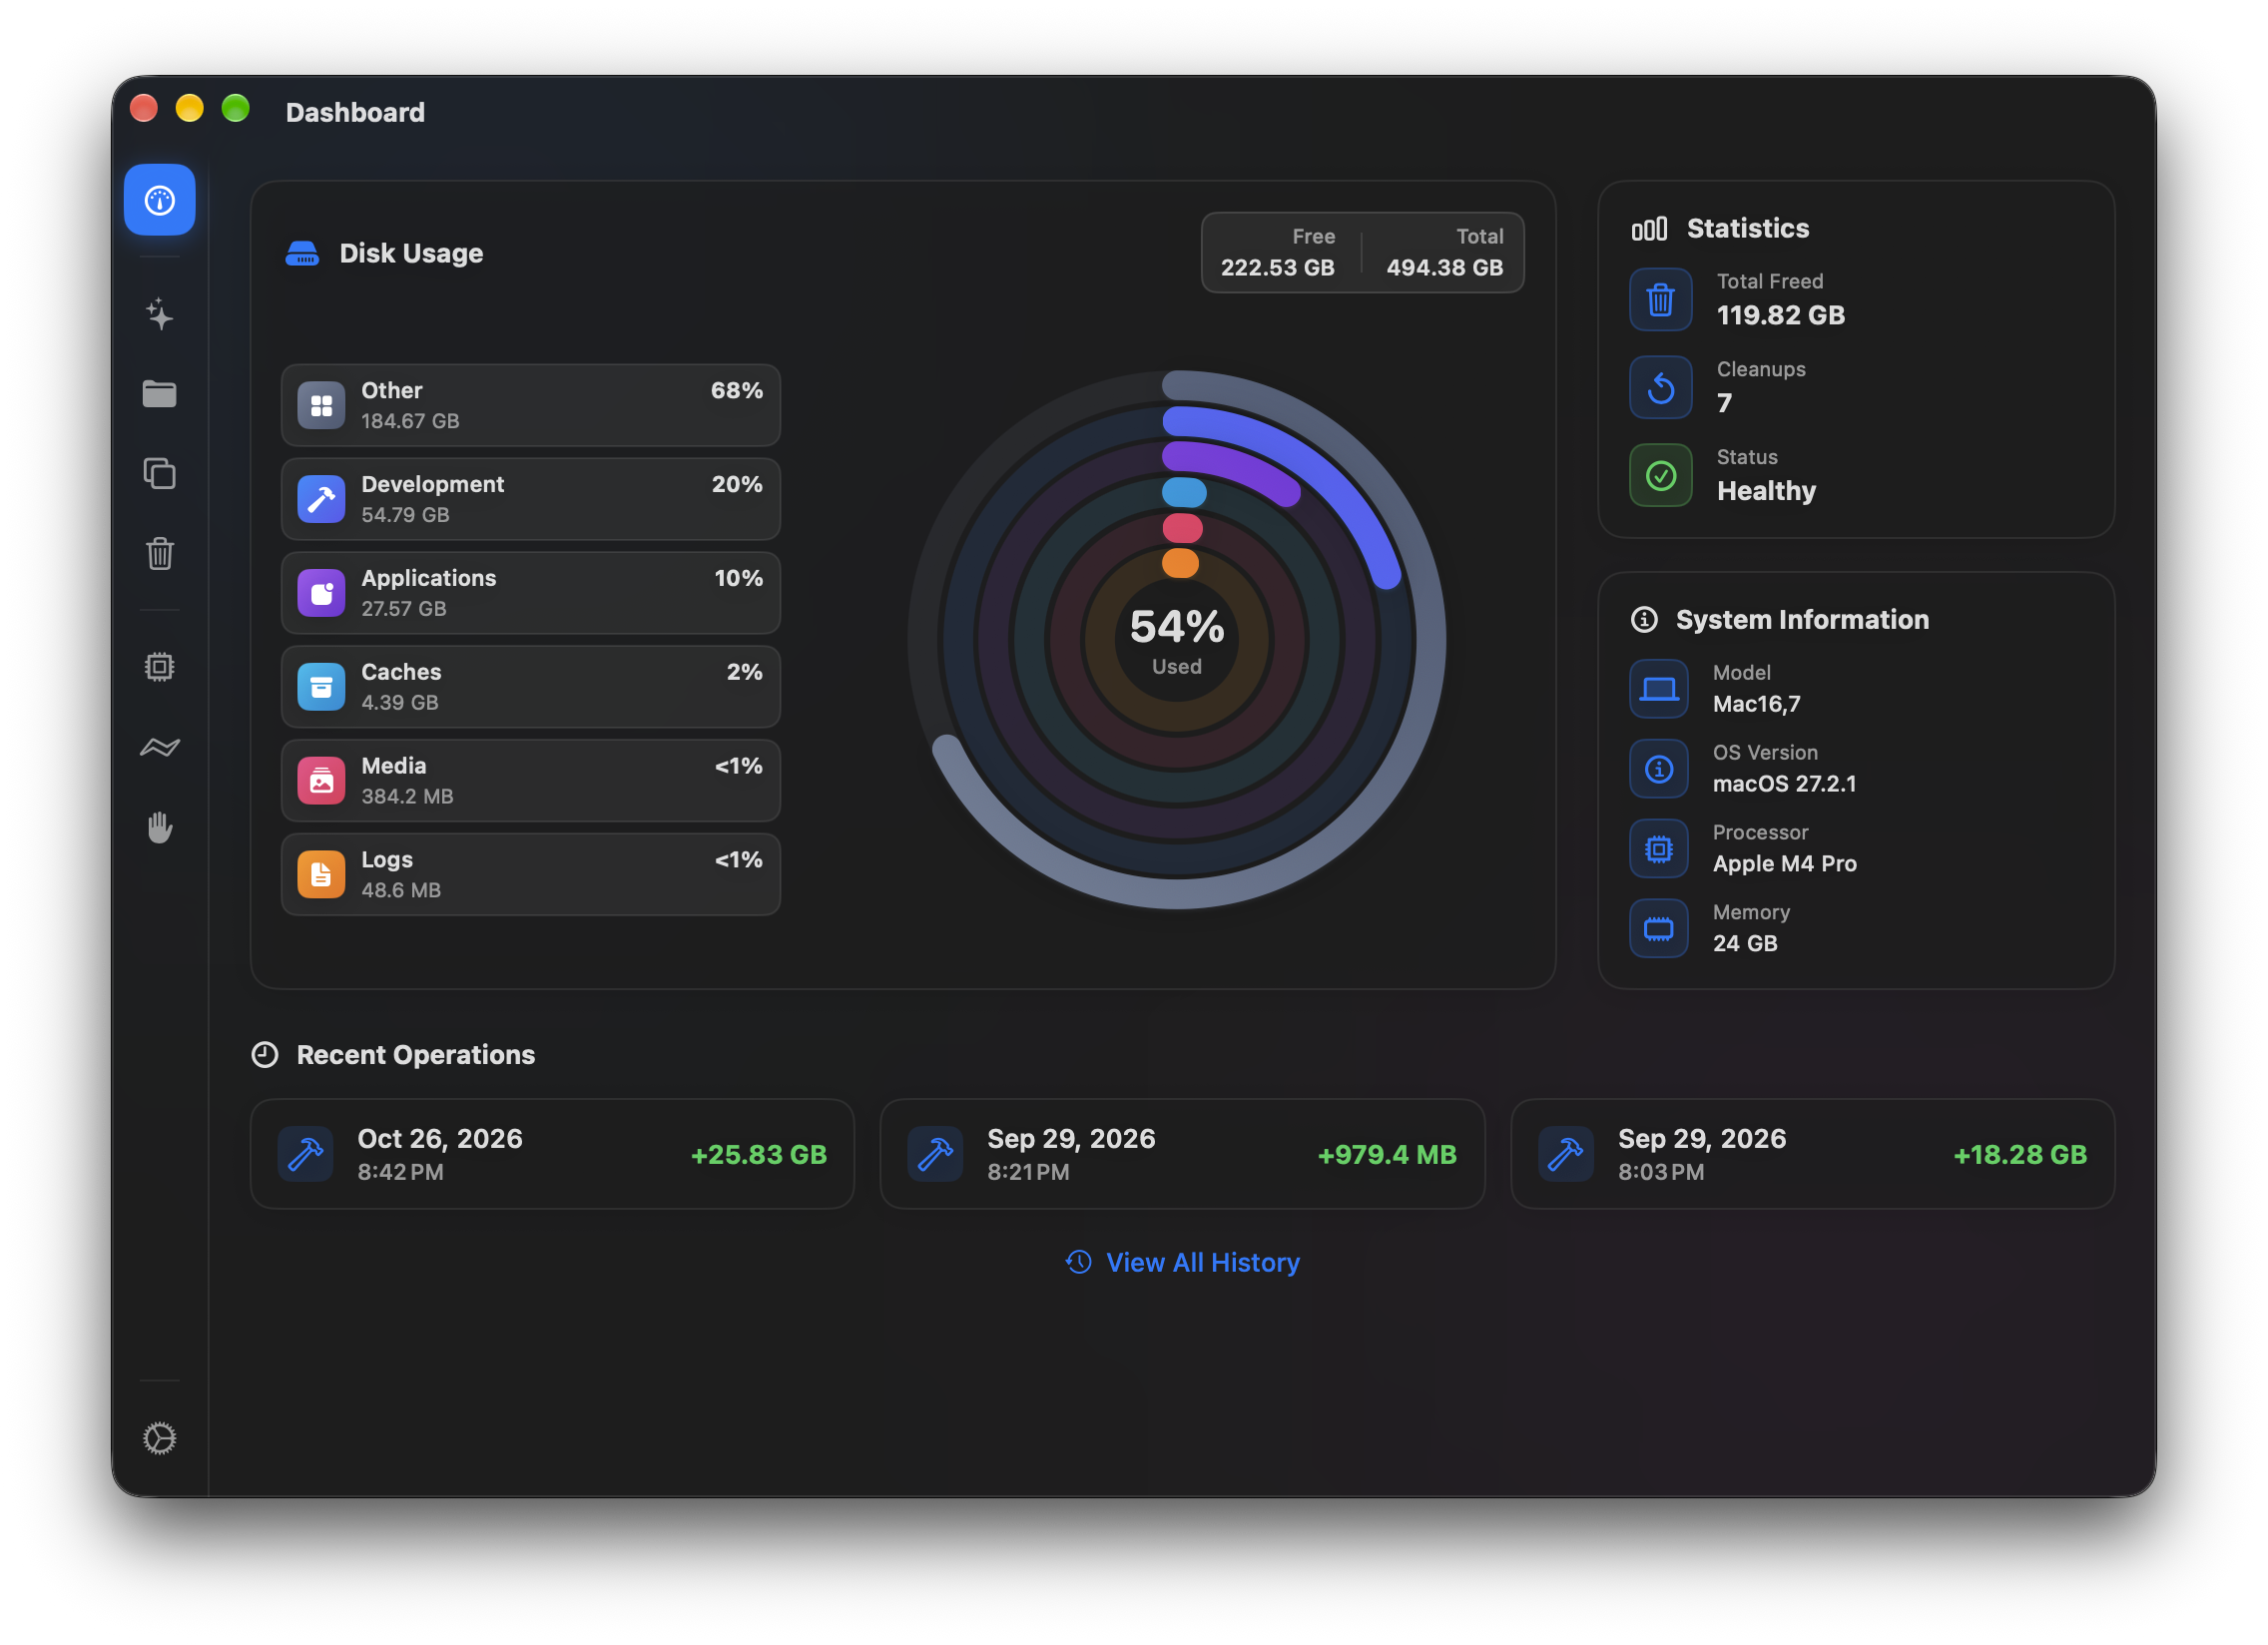 Dashboard
Disk Usage
Free
222.53 GB
Total
494.38 GB
Other
68%
184.67 GB
Development
20%
54.79 GB
Applications
10%
27.57 GB
Caches
2%
4.39 GB
Media
<1%
384.2 MB
Logs
<1%
48.6 MB
54%
Used
Statistics
Total Freed
119.82 GB
Cleanups
7
Status
Healthy
System Information
Model
Mac16,7
OS Version
macOS 27.2.1
Processor
Apple M4 Pro
Memory
24 GB
Recent Operations
Oct 26, 2026
8:42 PM
+25.83 GB
Sep 29, 2026
8:21 PM
+979.4 MB
Sep 29, 2026
8:03 PM
+18.28 GB
View All History